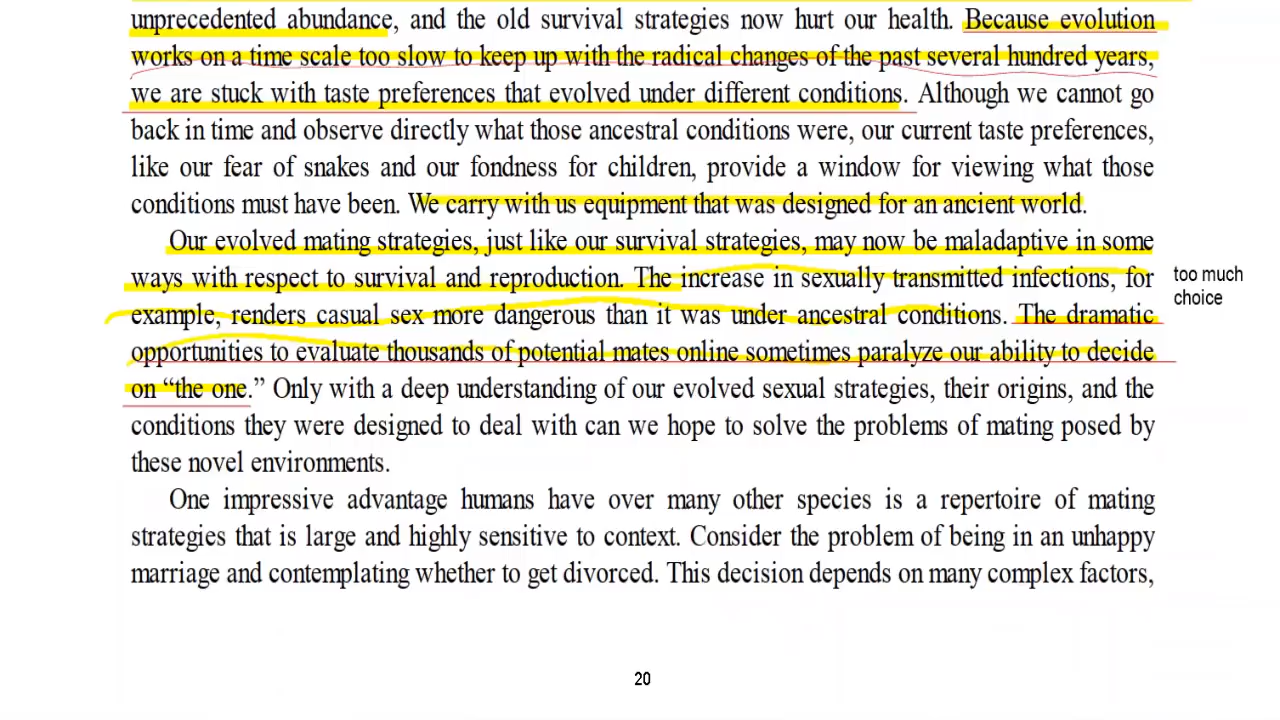 unprecedented abundance, and the old survival strategies now hurt our health. Because evolution
works on a time scale too slow to keep up with the radical changes of the past several hundred years,
we are stuck with taste preferences that evolved under different conditions. Although we cannot go
back in time and observe directly what those ancestral conditions were, our current taste preferences,
like our fear of snakes and our fondness for children, provide a window for viewing what those
conditions must have been. We carry with us equipment that was designed for an ancient world.
Our evolved mating strategies, just like our survival strategies, may now be maladaptive in some
ways with respect to survival and reproduction. The increase in sexually transmitted infections, for
example, renders casual sex more dangerous than it was under ancestral conditions. The dramatic
opportunities to evaluate thousands of potential mates online sometimes paralyze our ability to decide
on “the one.” Only with a deep understanding of our evolved sexual strategies, their origins, and the
conditions they were designed to deal with can we hope to solve the problems of mating posed by
these novel environments.
One impressive advantage humans have over many other species is a repertoire of mating
strategies that is large and highly sensitive to context. Consider the problem of being in an unhappy
marriage and contemplating whether to get divorced. This decision depends on many complex factors,
too much
choice
20